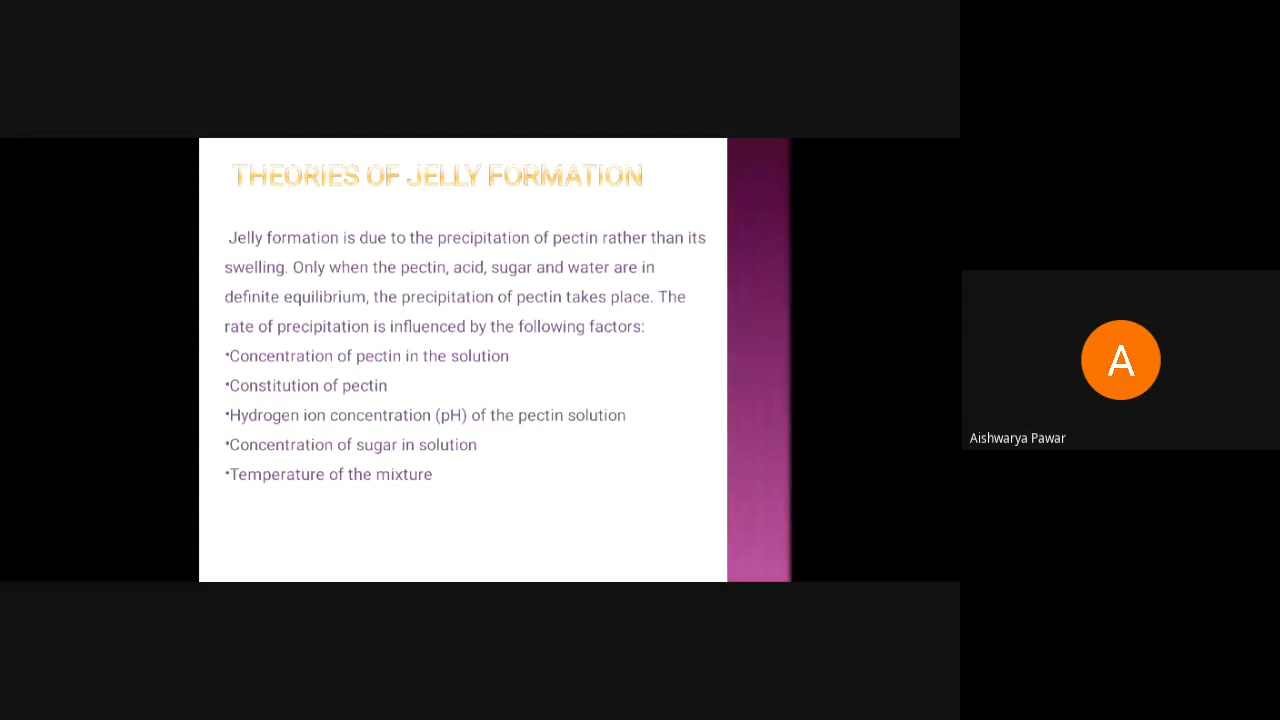 THEORIES OF JELLY FORMATION
Jelly formation is due to the precipitation of pectin rather than its
swelling. Only when the pectin, acid, sugar and water are in
definite equilibrium, the precipitation of pectin takes place. The
rate of precipitation is influenced by the following factors:
•Concentration of pectin in the solution
•Constitution of pectin
•Hydrogen ion concentration (pH) of the pectin solution
•Concentration of sugar in solution
•Temperature of the mixture
A
Aishwarya Pawar